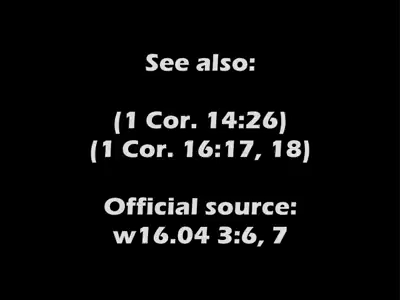 See also:
(1 Cor. 14:26)
(1 Cor. 16:17, 18)
Official source:
w16.04 3:6, 7